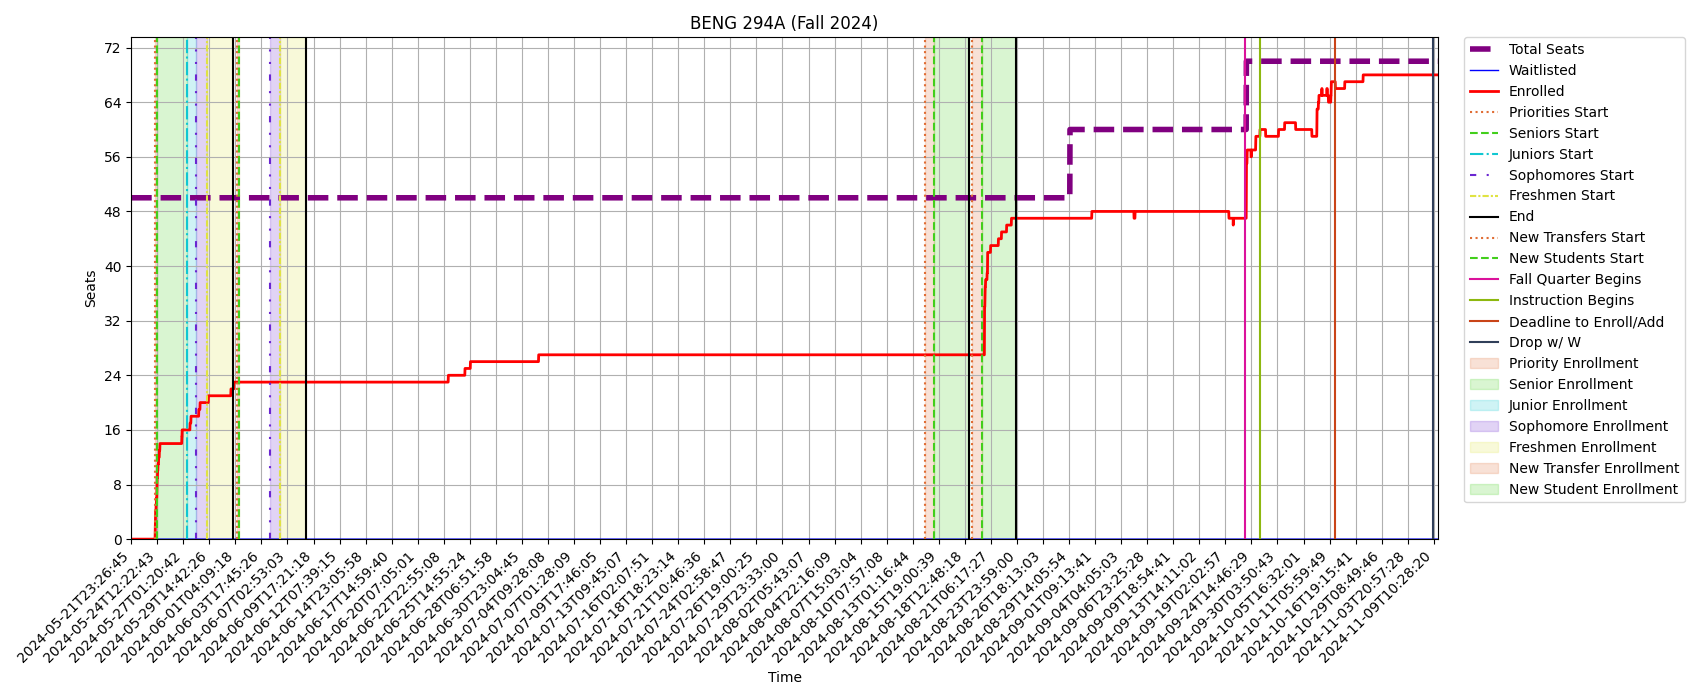 BENG 294A (Fall 2024)
Seats
72
64
56
48
40
32
24
16
8
0
2024-05-21T23:26:45
2024-05-24T12:22:43
2024-05-27T01:20:42
2024-05-29T14:42:26
2024-06-01T04:09:18
2024-06-03T17:45:26
2024-06-07T02:53:03
2024-06-09T17:21:18
2024-06-12T07:39:15
2024-06-14T23:05:58
2024-06-17T14:59:40
2024-06-20T07:05:01
2024-06-22T22:55:08
2024-06-25T14:55:24
2024-06-28T06:51:58
2024-06-30T23:04:45
2024-07-04T09:28:08
2024-07-07T01:28:09
2024-07-09T17:46:05
2024-07-13T09:45:07
2024-07-16T02:07:51
2024-07-18T18:23:14
2024-07-21T10:46:36
2024-07-24T02:58:47
2024-07-26T19:00:25
2024-07-29T23:33:00
2024-08-02T05:43:07
2024-08-04T22:16:09
2024-08-07T15:03:04
2024-08-10T07:57:08
2024-08-13T01:16:44
2024-08-15T19:00:39
2024-08-18T12:48:18
2024-08-21T06:17:27
2024-08-23T23:59:00
2024-08-26T18:13:03
2024-08-29T14:05:54
2024-09-01T09:13:41
2024-09-04T04:05:03
2024-09-06T23:25:28
2024-09-09T18:54:41
2024-09-13T14:11:02
2024-09-19T02:02:57
2024-09-24T14:46:29
2024-09-30T03:50:43
2024-10-05T16:32:01
2024-10-11T05:59:49
2024-10-16T19:15:41
2024-10-29T08:49:46
2024-11-03T20:57:28
2024-11-09T10:28:20
Time
Total Seats
Waitlisted
Enrolled
Priorities Start
Seniors Start
Juniors Start
Sophomores Start
Freshmen Start
End
New Transfers Start
New Students Start
Fall Quarter Begins
Instruction Begins
Deadline to Enroll/Add
Drop w/ W
Priority Enrollment
Senior Enrollment
Junior Enrollment
Sophomore Enrollment
Freshmen Enrollment
New Transfer Enrollment
New Student Enrollment